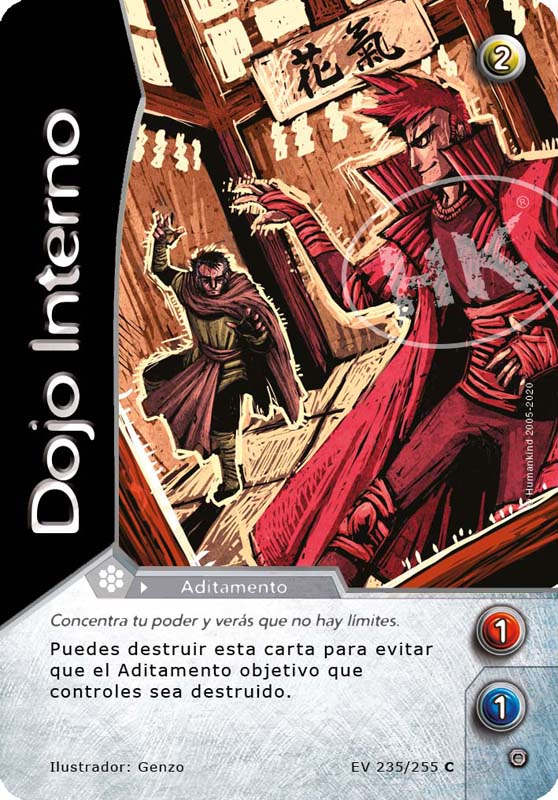 花氣
2
HK
®
Dojo Interno
© Humankind 2005-2020
Aditamento
Concentra tu poder y verás que no hay límites.
Puedes destruir esta carta para evitar
que el Aditamento objetivo que
controles sea destruido.
1
1
Ilustrador: Genzo
EV 235/255 C